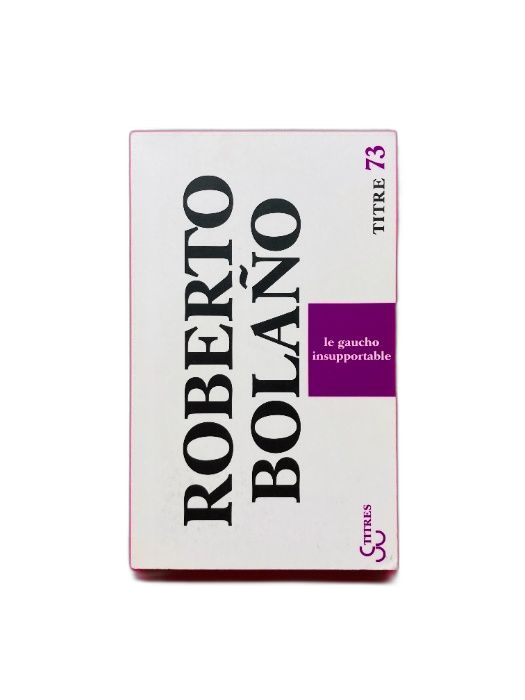 ROBERTO
BOLAÑO
le gaucho
insupportable
TITRE 73
TITRES